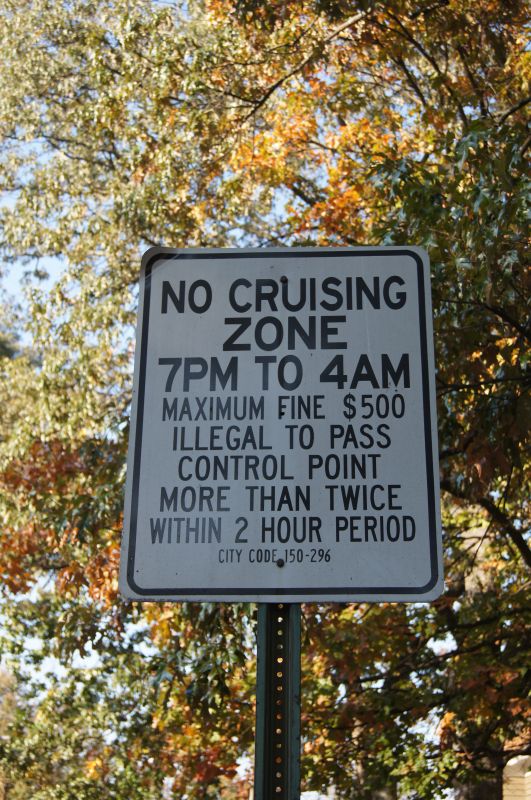 NO CRUISING
ZONE
7PM TO 4AM
MAXIMUM FINE $500
ILLEGAL TO PASS
CONTROL POINT
MORE THAN TWICE
WITHIN 2 HOUR PERIOD
CITY CODE 150-296